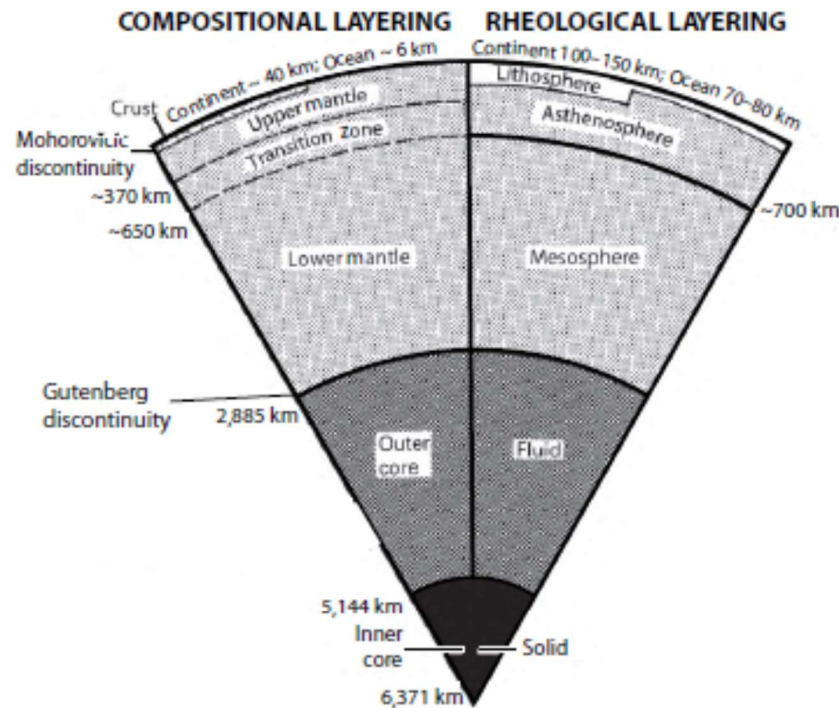 COMPOSITIONAL LAYERING
RHEOLOGICAL LAYERING
Continent ~ 40 km; Ocean ~ 6 km
Continent 100–150 km; Ocean 70–80 km
Crust
Upper mantle
Lithosphere
Mohorovicic
discontinuity
Transition zone
Asthenosphere
~370 km
~650 km
~700 km
Lower mantle
Mesosphere
Gutenberg
discontinuity
2,885 km
Outer
core
Fluid
5,144 km
Inner
core
Solid
6,371 km